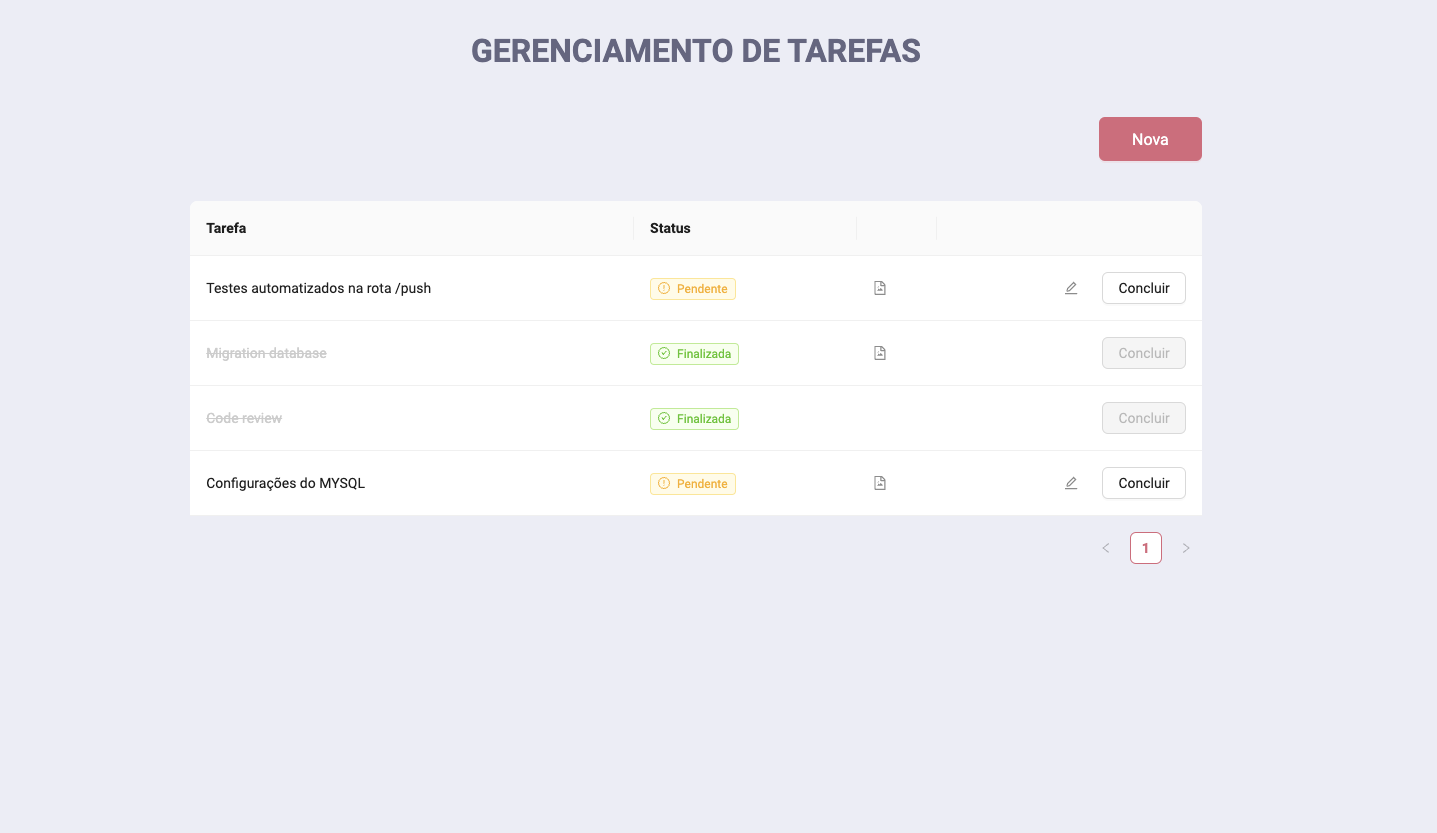 GERENCIAMENTO DE TAREFAS
Nova
Tarefa Status
Testes automatizados na rota /push Pendente Concluir
Migration database Finalizada Concluir
Code review Finalizada Concluir
Configurações do MYSQL Pendente Concluir
< 1 >